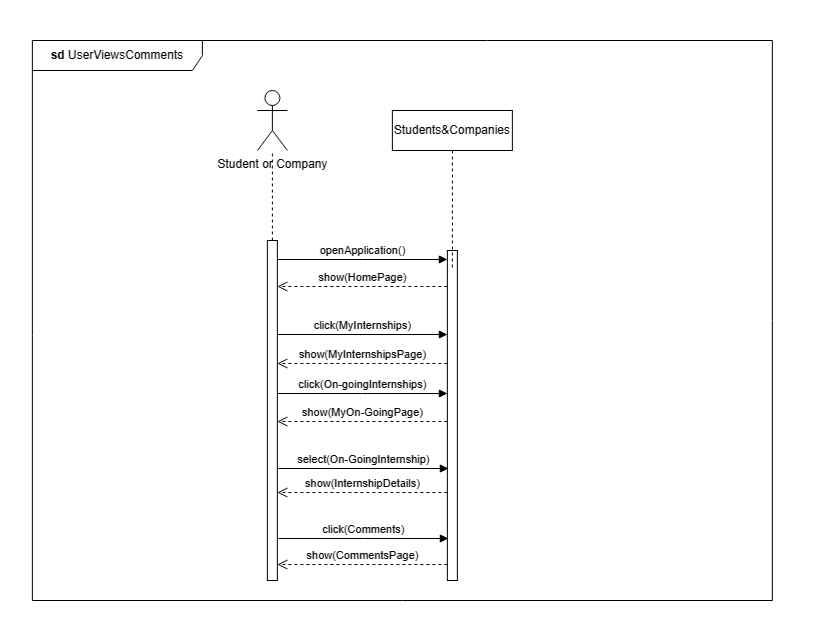 sd UserViewsComments
Students&Companies
Student or Company
openApplication()
show(HomePage)
click(MyInternships)
show(MyInternshipsPage)
click(On-goingInternships)
show(MyOn-GoingPage)
select(On-GoingInternship)
show(InternshipDetails)
click(Comments)
show(CommentsPage)